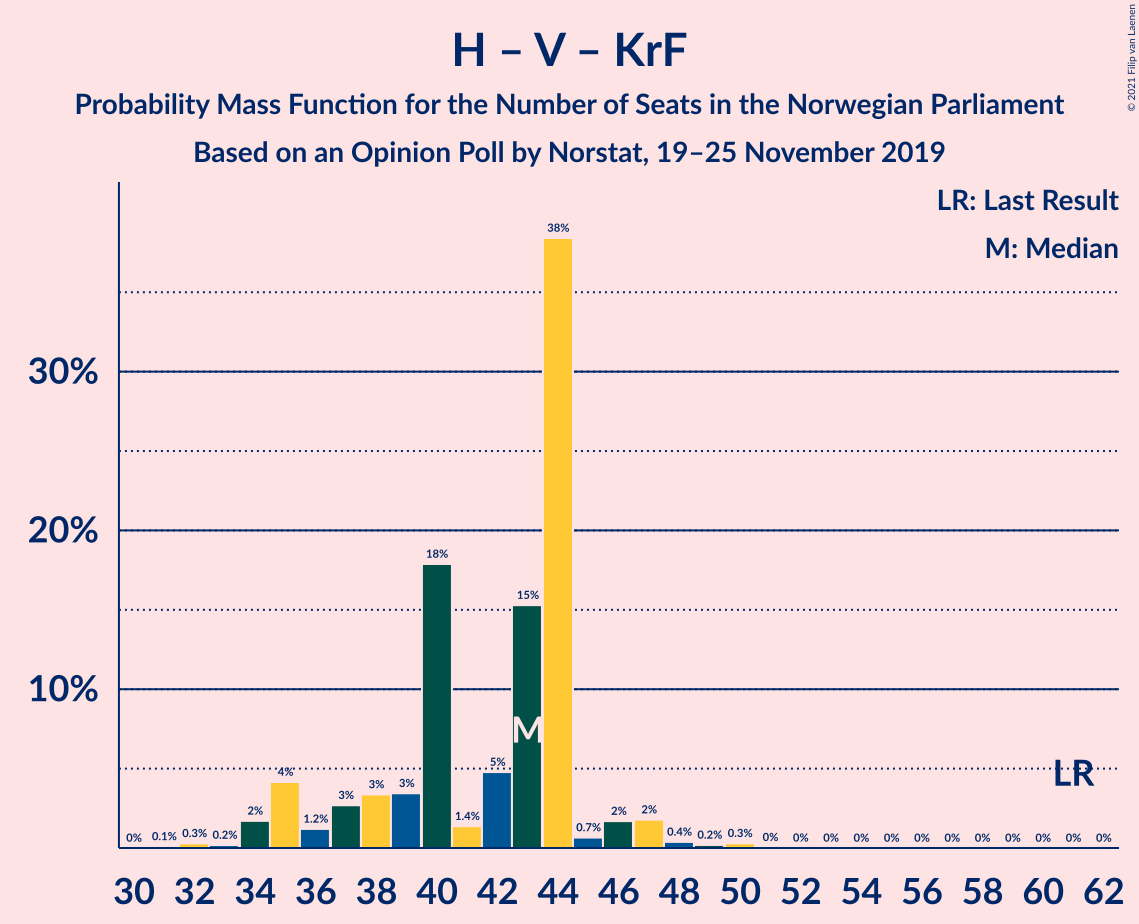 © 2021 Filip van Laenen
H – V – KrF
Probability Mass Function for the Number of Seats in the Norwegian Parliament
Based on an Opinion Poll by Norstat, 19–25 November 2019
LR: Last Result
M: Median
38%
30%
20%
18%
15%
10%
M
5%
4%
3%
3%
3%
2%
1.2%
1.4%
0.7%
2%
2%
LR
0%
0.1%
0.3%
0.2%
0.4%
0.2%
0.3%
0% 0% 0% 0% 0% 0% 0% 0% 0% 0% 0% 0%
30 32 34 36 38 40 42 44 46 48 50 52 54 56 58 60 62